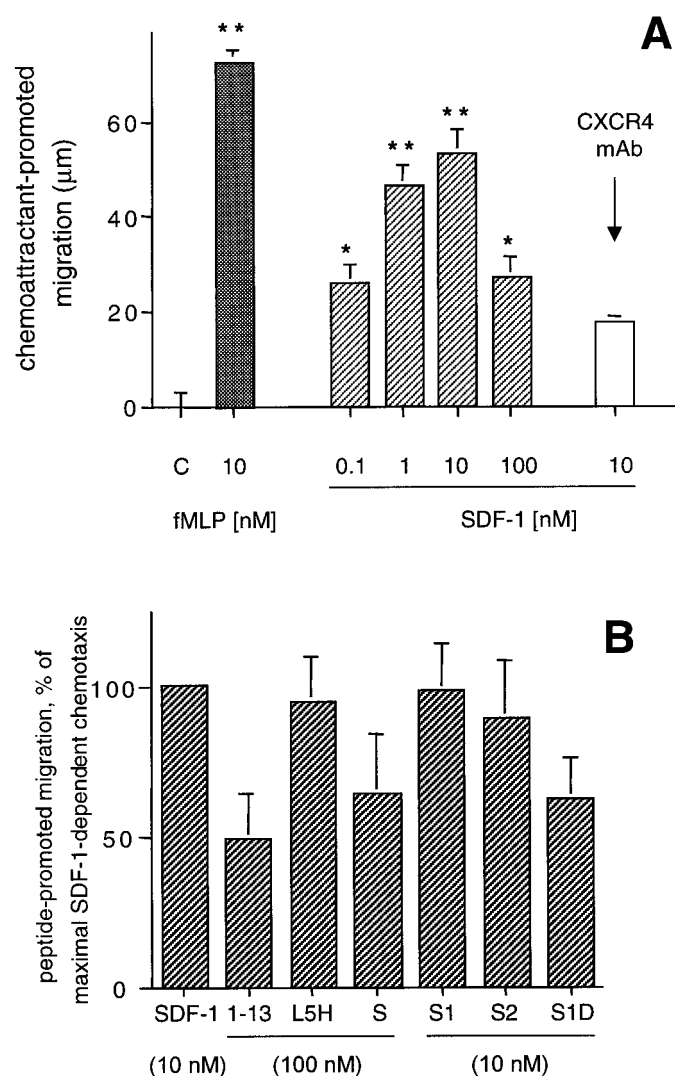 A
chemoattractant-promoted
migration (μm)
60
40
20
0
**
*
**
**
*
CXCR4
mAb
C
10
0.1
1
10
100
10
fMLP [nM]
SDF-1 [nM]
B
peptide-promoted migration, % of
maximal SDF-1-dependent chemotaxis
100
50
0
SDF-1
1-13
L5H
S
S1
S2
S1D
(10 nM)
(100 nM)
(10 nM)